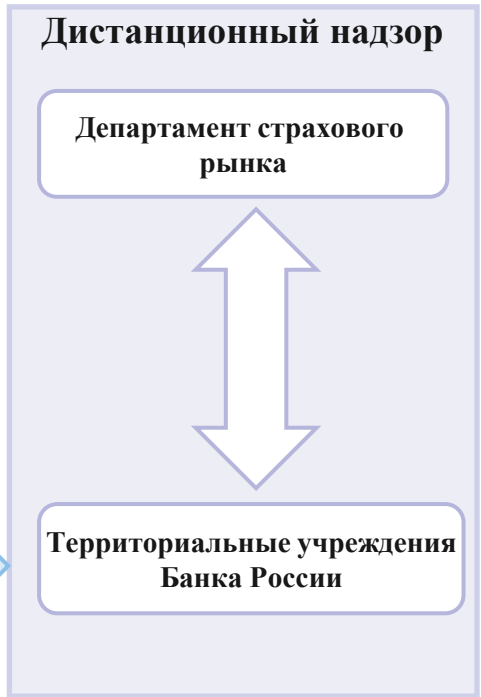 Дистанционный надзор
Департамент страхового
рынка
Территориальные учреждения
Банка России